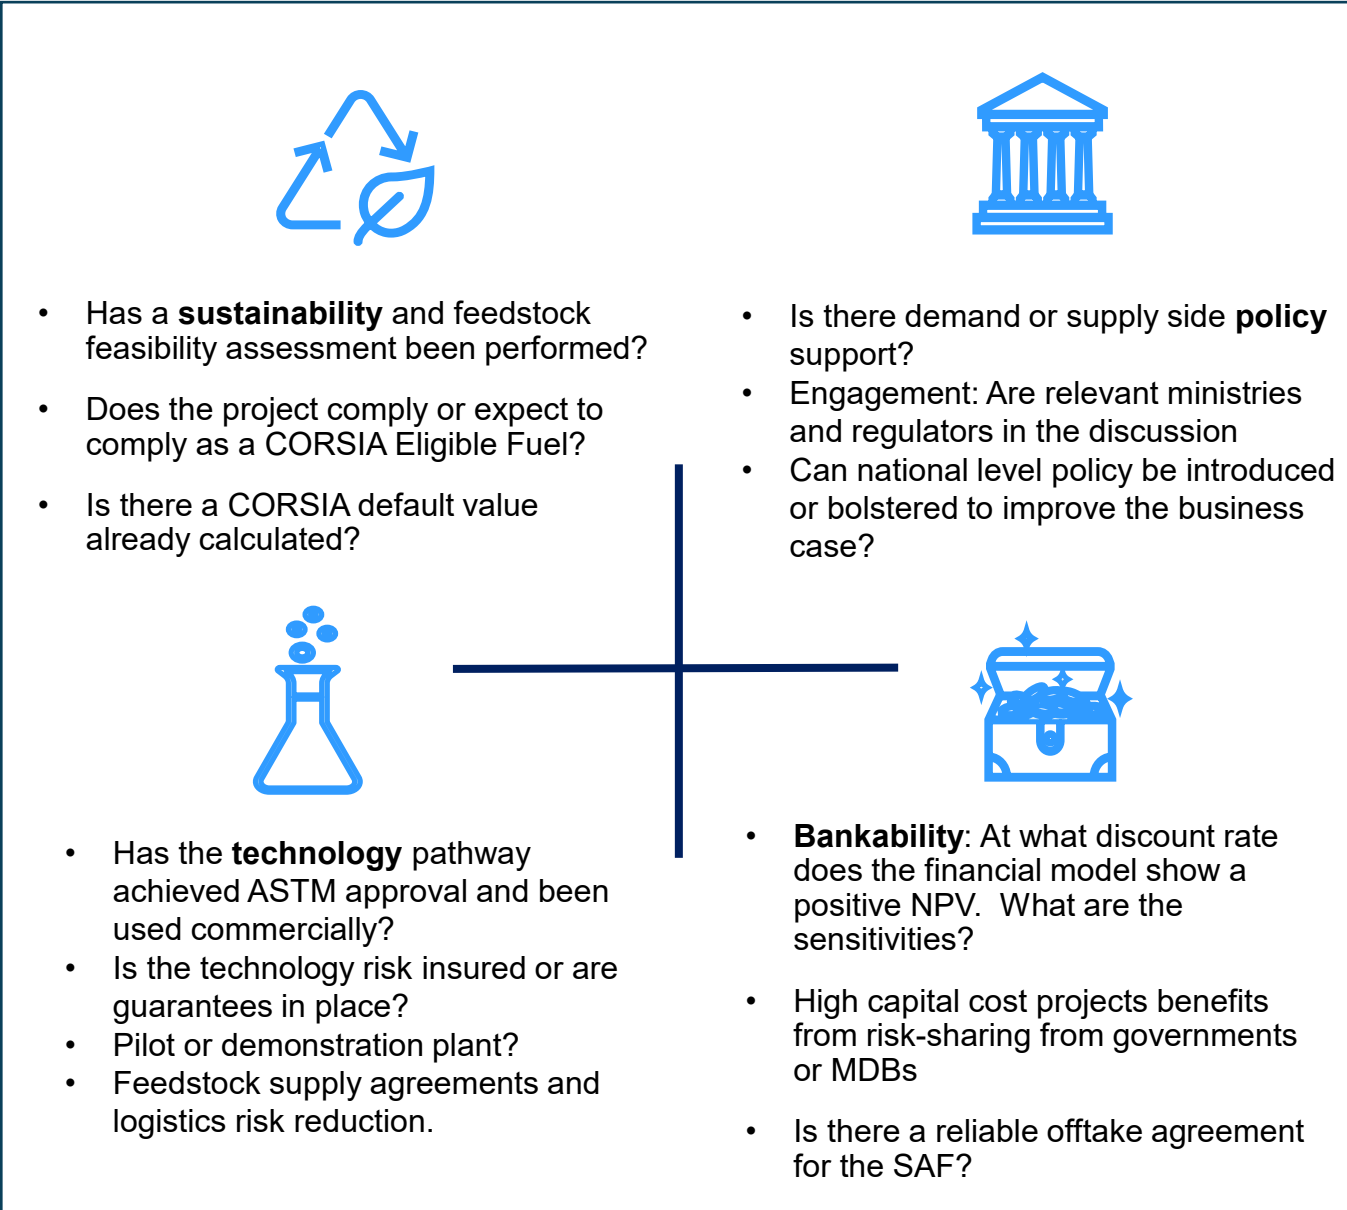 • Has a sustainability and feedstock
feasibility assessment been performed?
• Does the project comply or expect to
comply as a CORSIA Eligible Fuel?
• Is there a CORSIA default value
already calculated?
• Is there demand or supply side policy
support?
• Engagement: Are relevant ministries
and regulators in the discussion
• Can national level policy be introduced
or bolstered to improve the business
case?
• Has the technology pathway
achieved ASTM approval and been
used commercially?
• Is the technology risk insured or are
guarantees in place?
• Pilot or demonstration plant?
• Feedstock supply agreements and
logistics risk reduction.
• Bankability: At what discount rate
does the financial model show a
positive NPV.  What are the
sensitivities?
• High capital cost projects benefits
from risk-sharing from governments
or MDBs
• Is there a reliable offtake agreement
for the SAF?